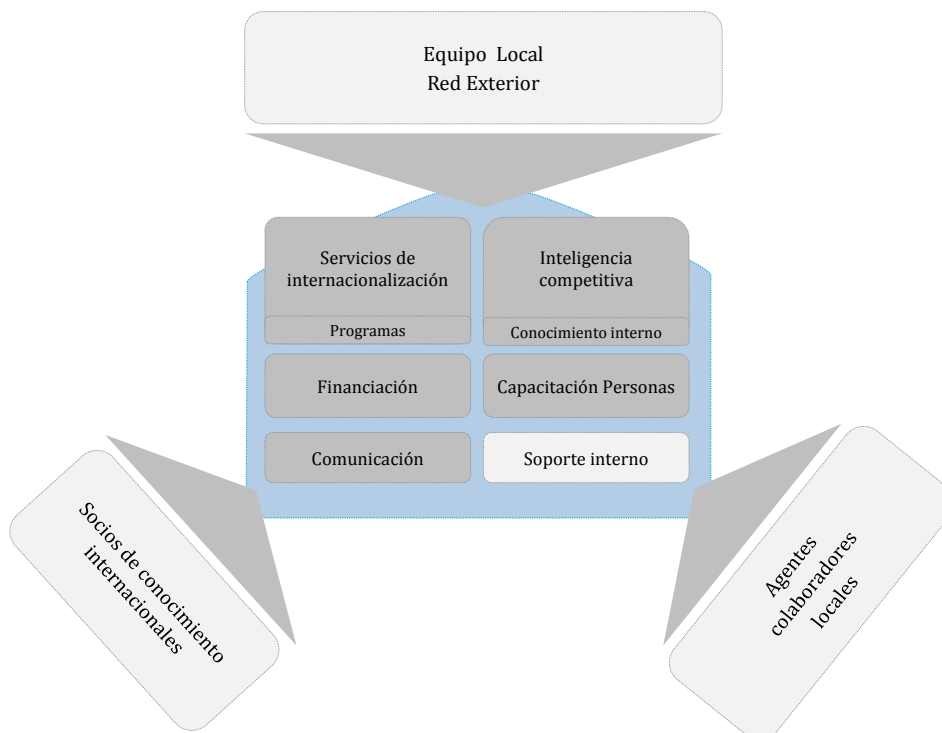 Equipo Local
Red Exterior
Servicios de
internacionalización
Programas
Inteligencia
competitiva
Conocimiento interno
Financiación
Capacitación Personas
Comunicación
Soporte interno
Socios de conocimiento
internacionales
Agentes
colaboradores
locales